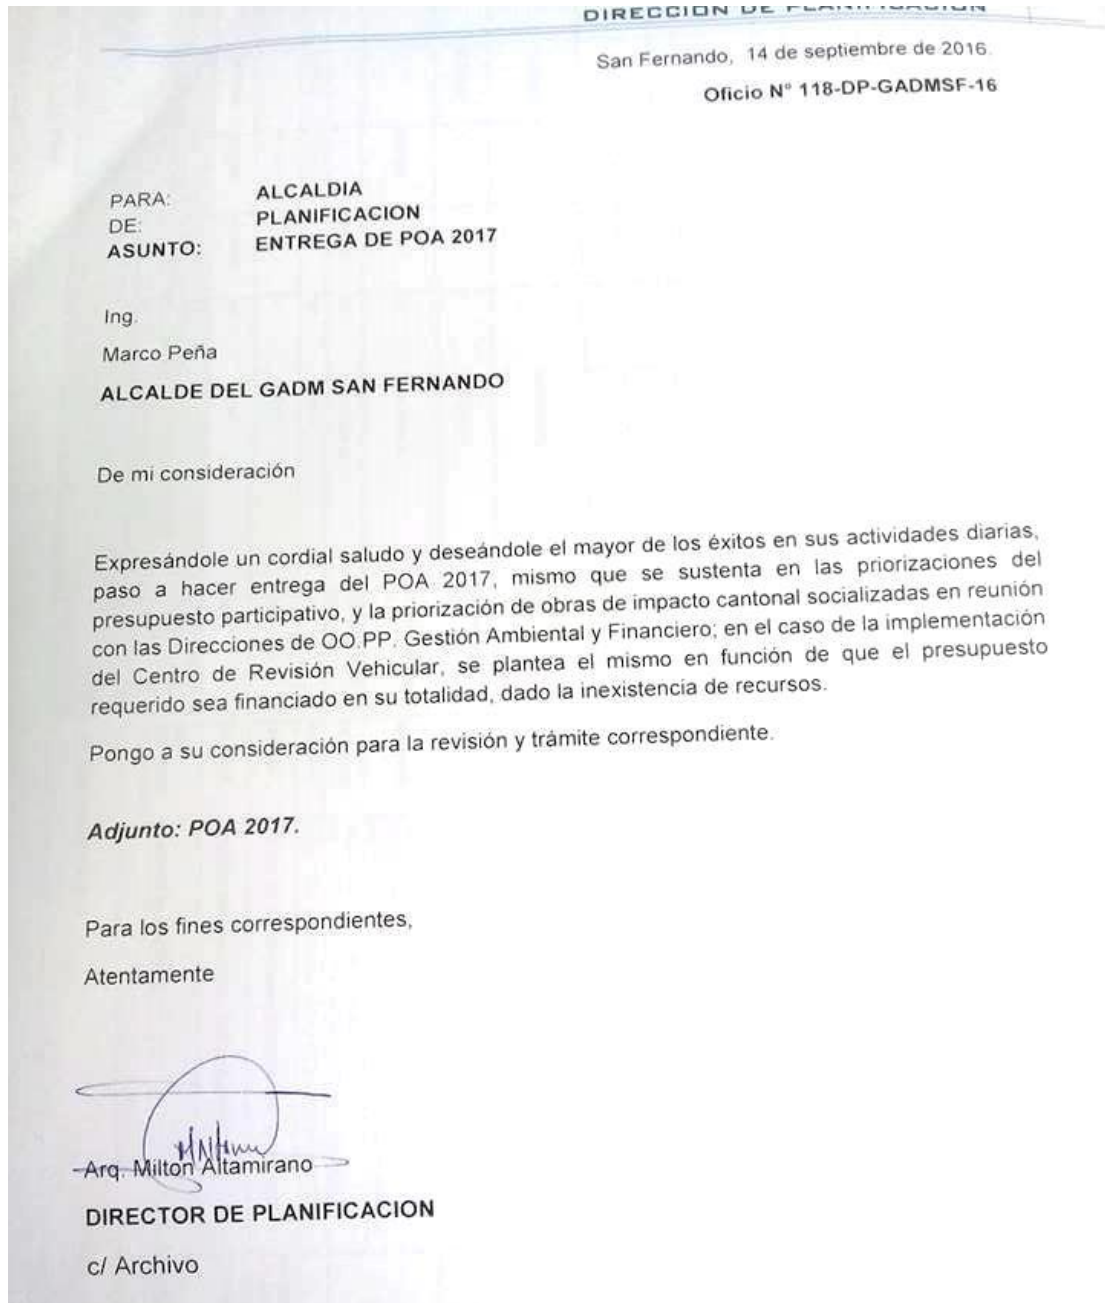 DIRECCION DE PLANIFICACION
San Fernando, 14 de septiembre de 2016.
Oficio N° 118-DP-GADMSF-16
PARA: ALCALDIA
DE: PLANIFICACION
ASUNTO: ENTREGA DE POA 2017
Ing.
Marco Peña
ALCALDE DEL GADM SAN FERNANDO
De mi consideración
Expresándole un cordial saludo y deseándole el mayor de los éxitos en sus actividades diarias,
paso a hacer entrega del POA 2017, mismo que se sustenta en las priorizaciones del
presupuesto participativo, y la priorización de obras de impacto cantonal socializadas en reunión
con las Direcciones de OO.PP. Gestión Ambiental y Financiero; en el caso de la implementación
del Centro de Revisión Vehicular, se plantea el mismo en función de que el presupuesto
requerido sea financiado en su totalidad, dado la inexistencia de recursos.
Pongo a su consideración para la revisión y trámite correspondiente.
Adjunto: POA 2017.
Para los fines correspondientes,
Atentamente
Arq. Milton Altamirano
DIRECTOR DE PLANIFICACION
c/ Archivo